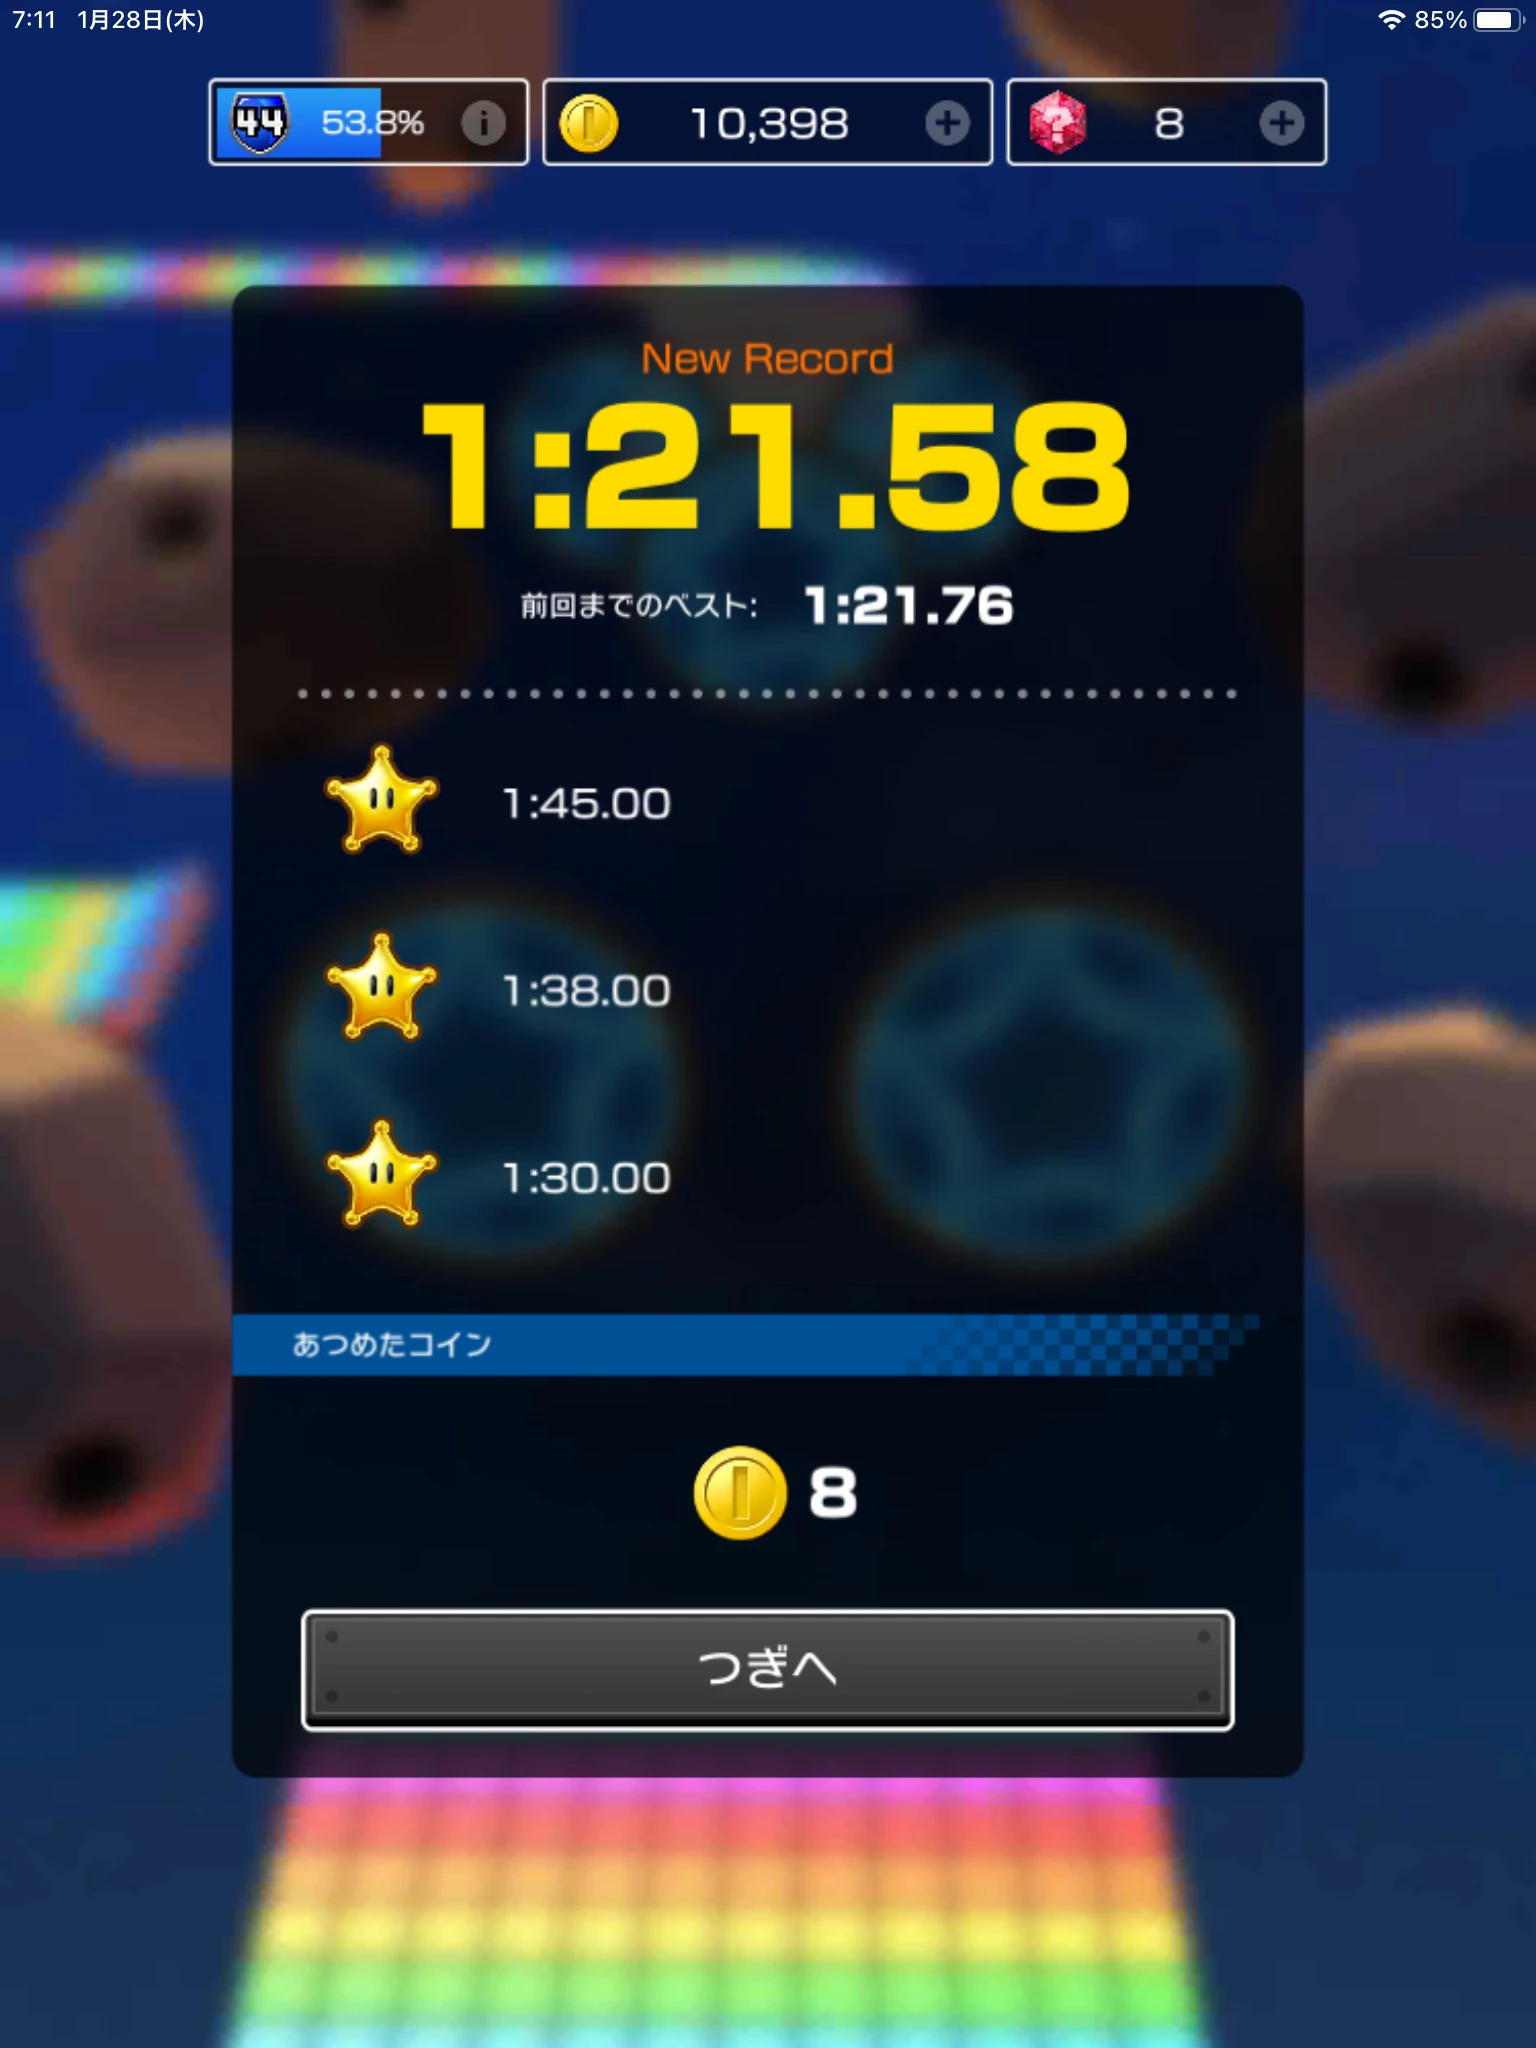 7:11 1月28日(木) 85%
44 53.8% i 10,398 + ? 8 +
New Record
1:21.58
前回までのベスト: 1:21.76
1:45.00
1:38.00
1:30.00
あつめたコイン
8
つぎへ